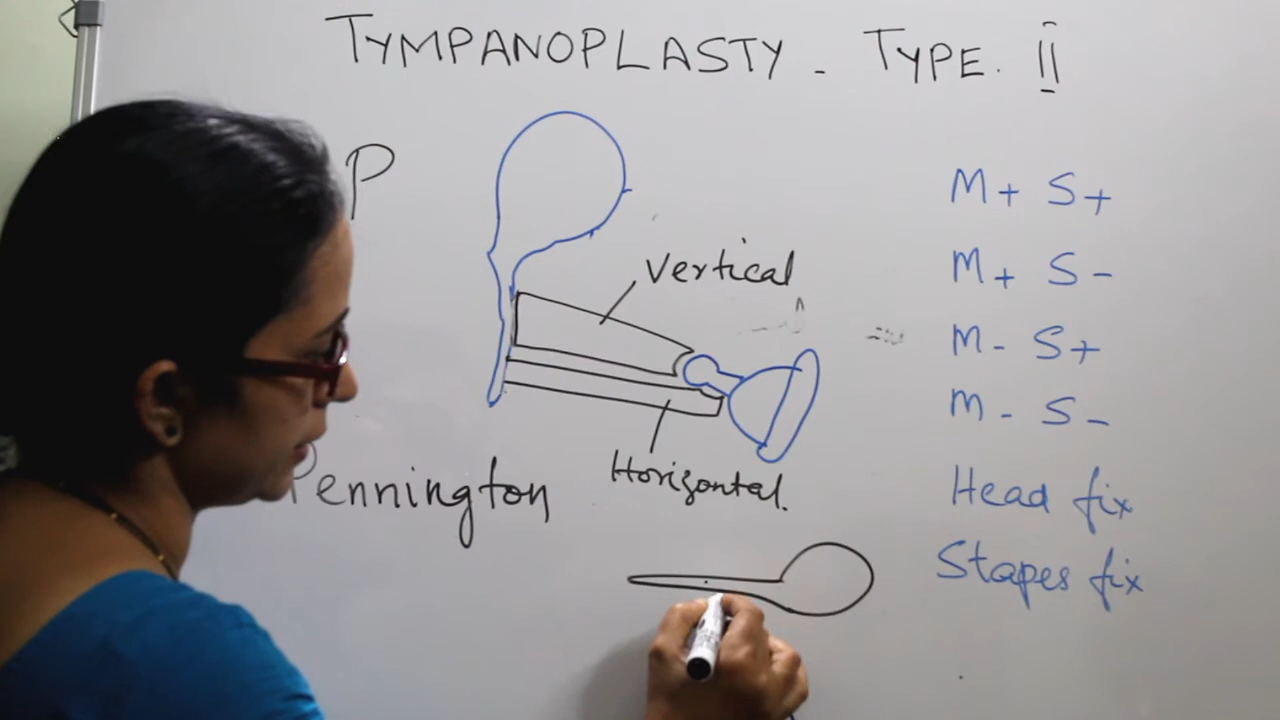 TYMPANOPLASTY - TYPE. II
P
Vertical
Horizontal.
Pennington
M+ S+
M+ S-
M- S+
M- S-
Head fix
Stapes fix